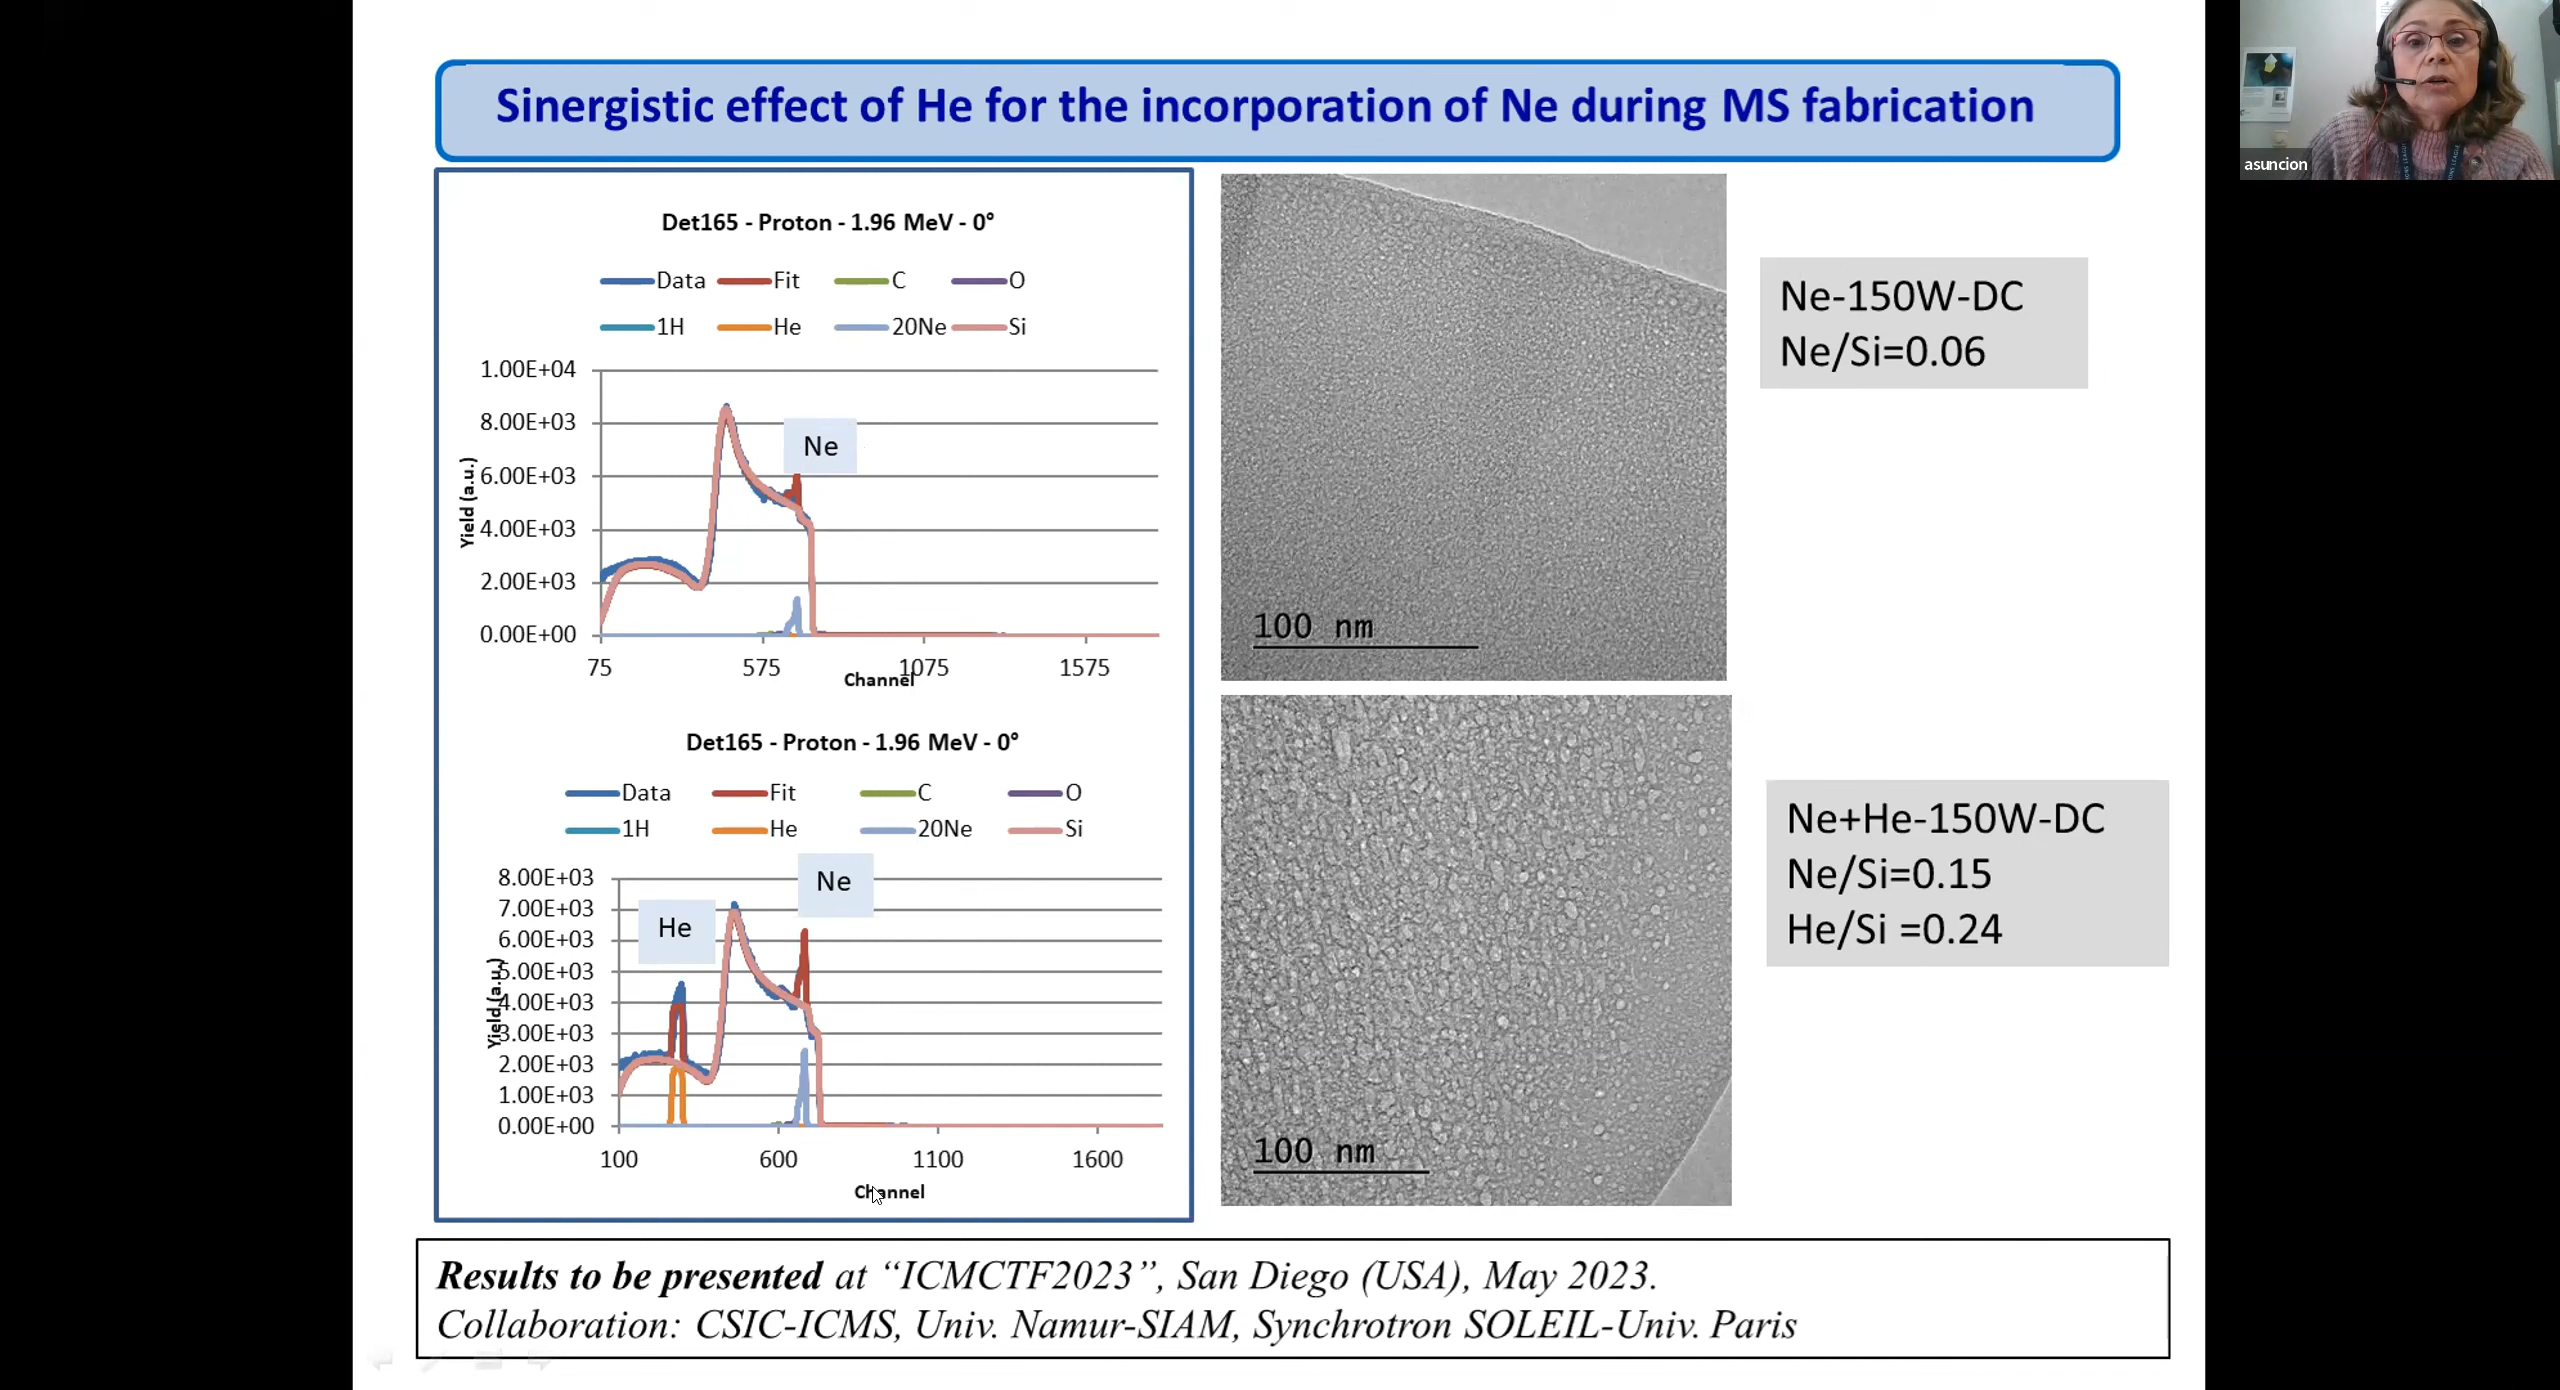 Sinergistic effect of He for the incorporation of Ne during MS fabrication
asuncion
Det165 - Proton - 1.96 MeV - 0°
Data Fit C O
1H He 20Ne Si
1.00E+04
8.00E+03
6.00E+03
4.00E+03
2.00E+03
0.00E+00
Yield (a.u.)
Ne
75 575 1075 1575
Channel
Det165 - Proton - 1.96 MeV - 0°
Data Fit C O
1H He 20Ne Si
8.00E+03
7.00E+03
6.00E+03
5.00E+03
4.00E+03
3.00E+03
2.00E+03
1.00E+03
0.00E+00
Yield (a.u.)
He
Ne
100 600 1100 1600
Channel
100 nm
Ne-150W-DC
Ne/Si=0.06
100 nm
Ne+He-150W-DC
Ne/Si=0.15
He/Si =0.24
Results to be presented at “ICMCTF2023”, San Diego (USA), May 2023.
Collaboration: CSIC-ICMS, Univ. Namur-SIAM, Synchrotron SOLEIL-Univ. Paris